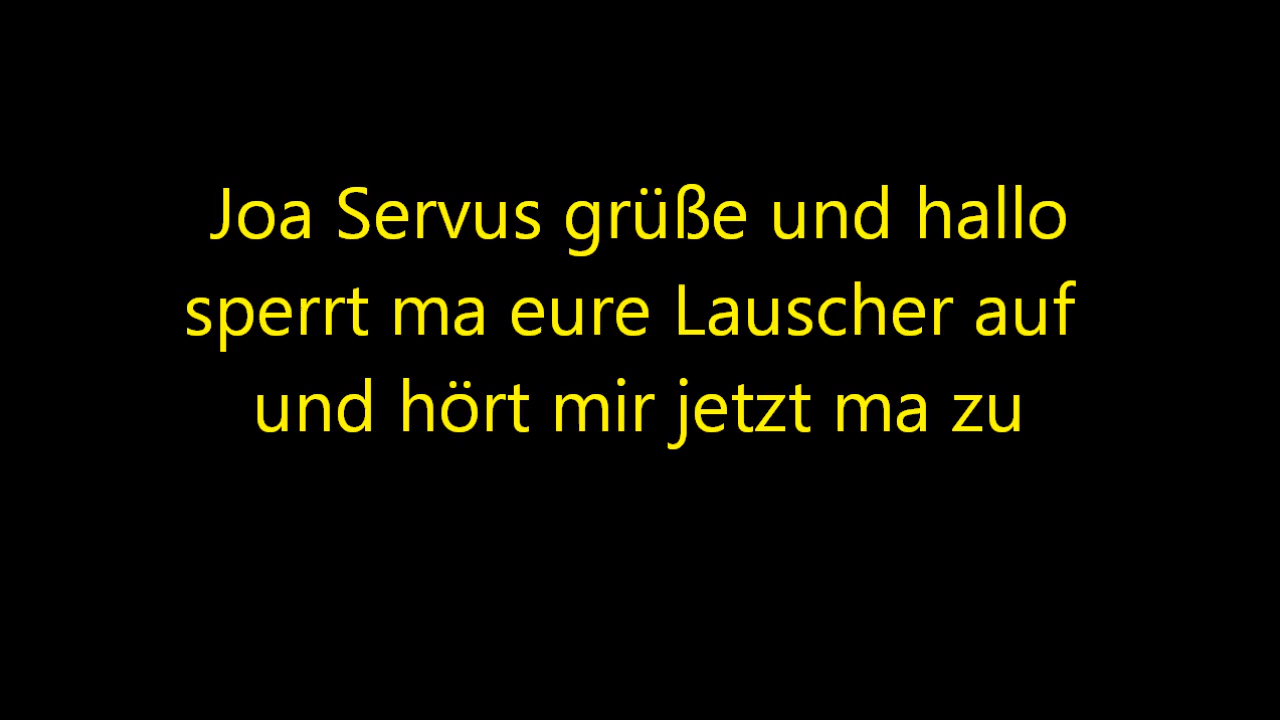 Joa Servus grüße und hallo
sperrt ma eure Lauscher auf
und hört mir jetzt ma zu